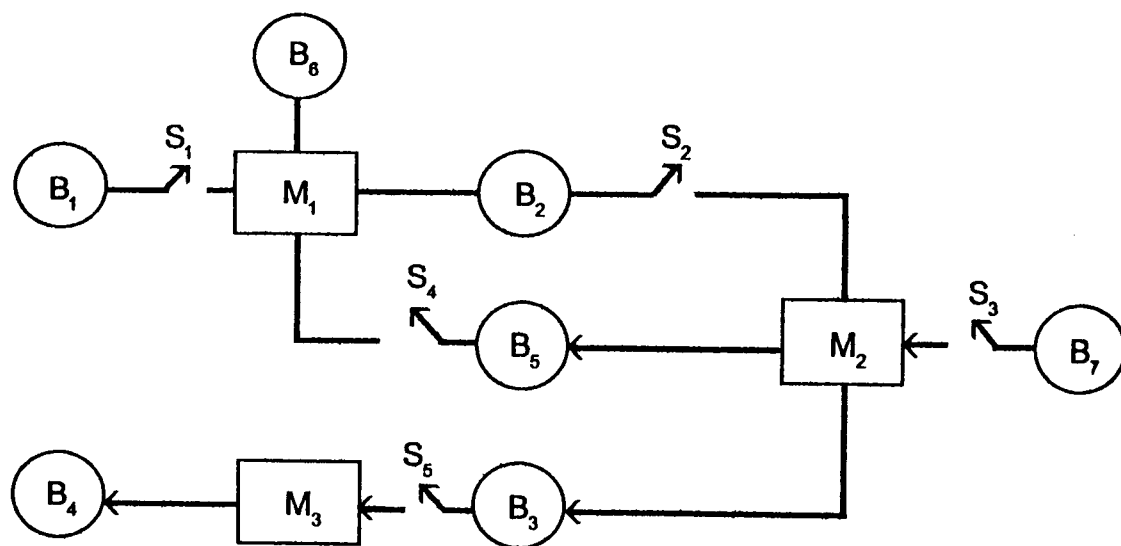 B₆
S₁
S₂
B₁
M₁
B₂
S₄
S₃
B₅
M₂
B₇
S₅
B₄
M₃
B₃